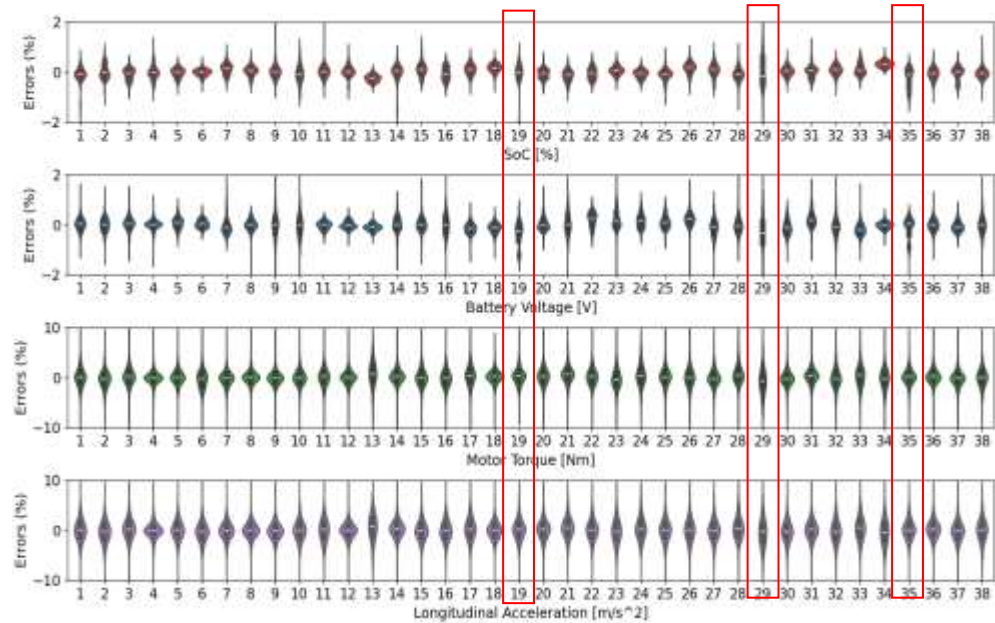 Errors (%)
2
0
−2
1 2 3 4 5 6 7 8 9 10 11 12 13 14 15 16 17 18 19 20 21 22 23 24 25 26 27 28 29 30 31 32 33 34 35 36 37 38
SoC [%]
Errors (%)
2
0
−2
1 2 3 4 5 6 7 8 9 10 11 12 13 14 15 16 17 18 19 20 21 22 23 24 25 26 27 28 29 30 31 32 33 34 35 36 37 38
Battery Voltage [V]
Errors (%)
10
0
−10
1 2 3 4 5 6 7 8 9 10 11 12 13 14 15 16 17 18 19 20 21 22 23 24 25 26 27 28 29 30 31 32 33 34 35 36 37 38
Motor Torque [Nm]
Errors (%)
10
0
−10
1 2 3 4 5 6 7 8 9 10 11 12 13 14 15 16 17 18 19 20 21 22 23 24 25 26 27 28 29 30 31 32 33 34 35 36 37 38
Longitudinal Acceleration [m/s^2]